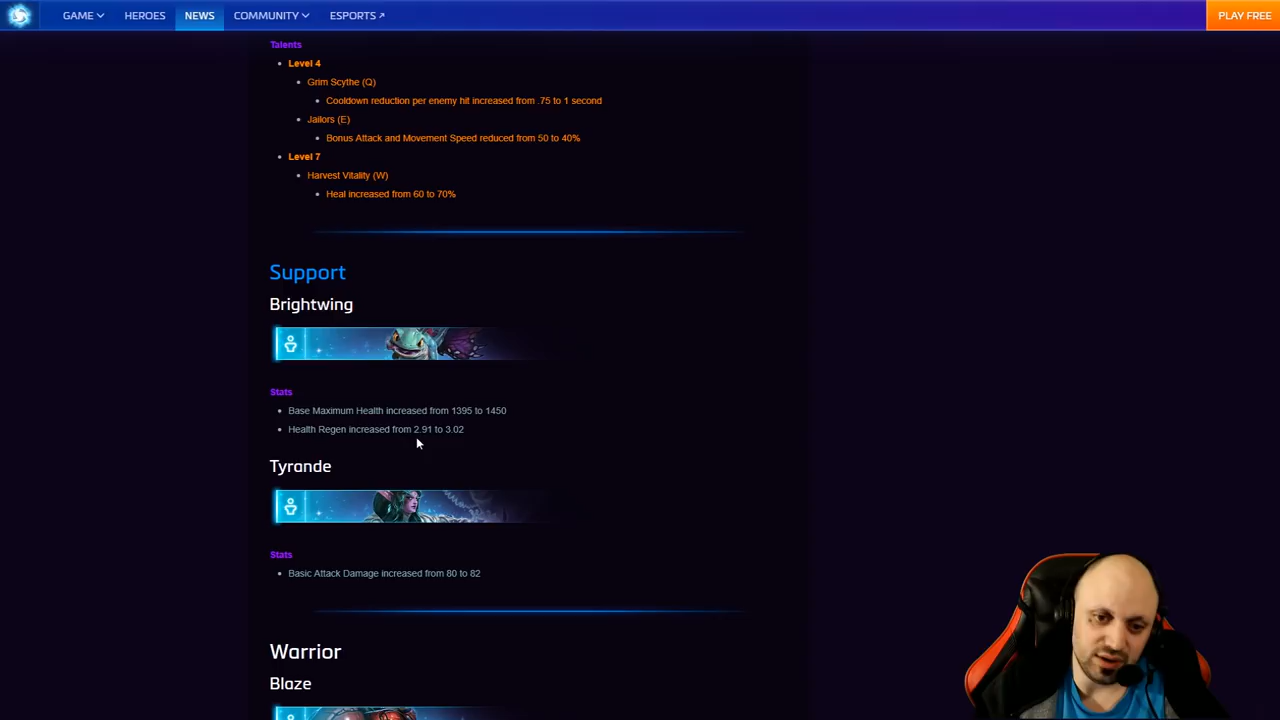 GAME HEROES NEWS COMMUNITY ESPORTS PLAY FREE
Talents
Level 4
Grim Scythe (Q)
Cooldown reduction per enemy hit increased from .75 to 1 second
Jailors (E)
Bonus Attack and Movement Speed reduced from 50 to 40%
Level 7
Harvest Vitality (W)
Heal increased from 60 to 70%
Support
Brightwing
Stats
Base Maximum Health increased from 1395 to 1450
Health Regen increased from 2.91 to 3.02
Tyrande
Stats
Basic Attack Damage increased from 80 to 82
Warrior
Blaze